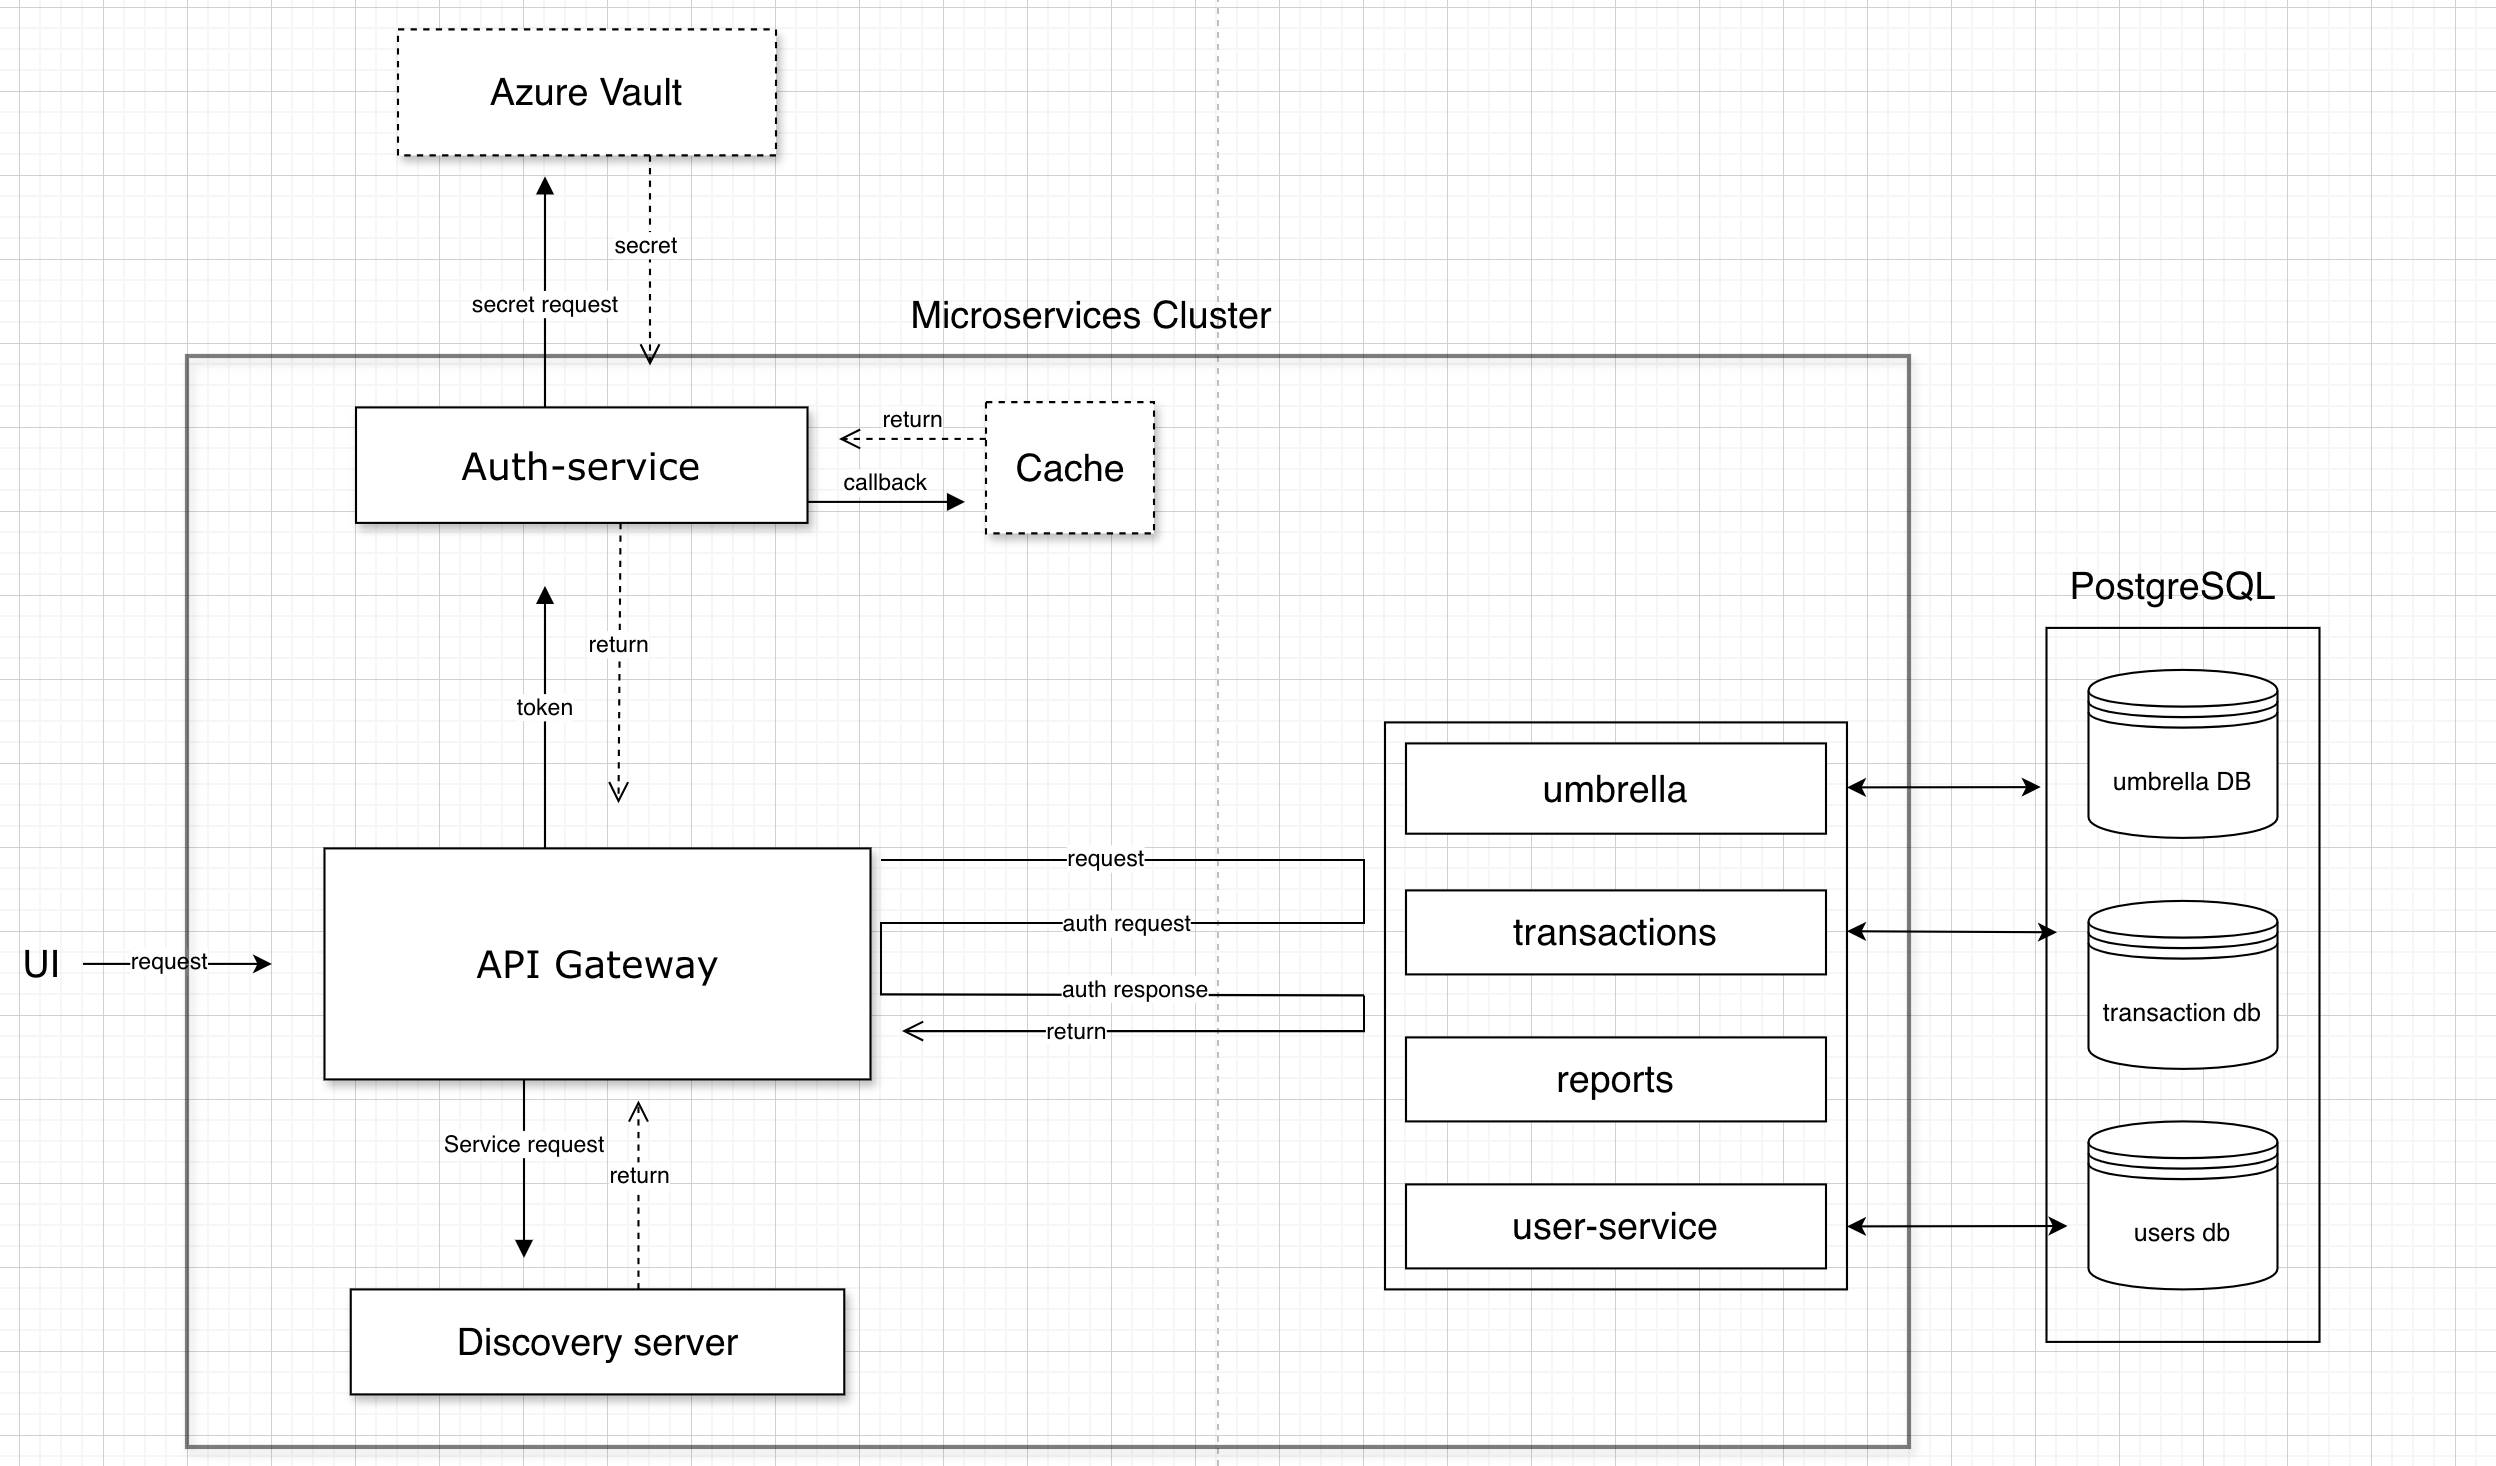 Azure Vault
secret
secret request
Microservices Cluster
return
Auth-service
Cache
callback
PostgreSQL
return
token
umbrella
umbrella DB
request
auth request
transactions
UI
request
API Gateway
auth response
transaction db
return
reports
Service request
return
user-service
users db
Discovery server